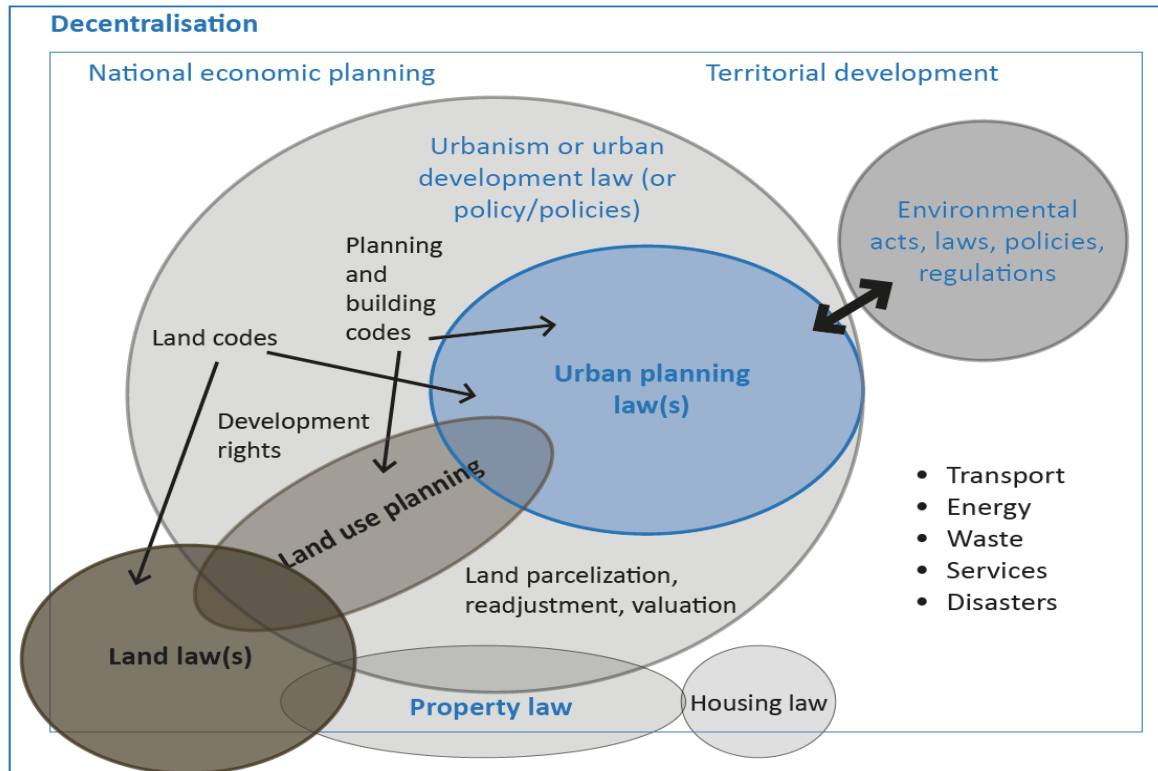 Decentralisation
National economic planning
Territorial development
Urbanism or urban
development law (or
policy/policies)
Environmental
acts, laws, policies,
regulations
Planning
and
building
codes
Land codes
Urban planning
law(s)
Development
rights
Land use planning
• Transport
• Energy
• Waste
• Services
• Disasters
Land parcelization,
readjustment, valuation
Land law(s)
Property law
Housing law